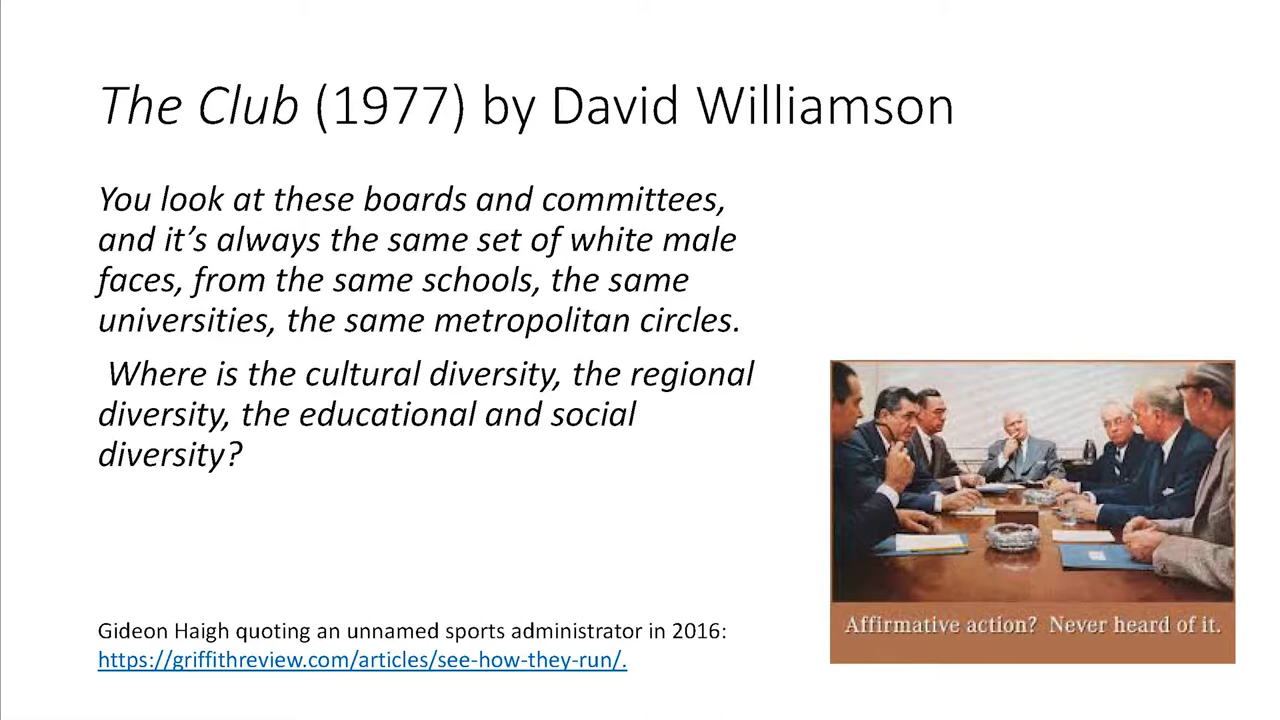 The Club (1977) by David Williamson
You look at these boards and committees,
and it’s always the same set of white male
faces, from the same schools, the same
universities, the same metropolitan circles.
Where is the cultural diversity, the regional
diversity, the educational and social
diversity?
Gideon Haigh quoting an unnamed sports administrator in 2016:
https://griffithreview.com/articles/see-how-they-run/.
Affirmative action? Never heard of it.